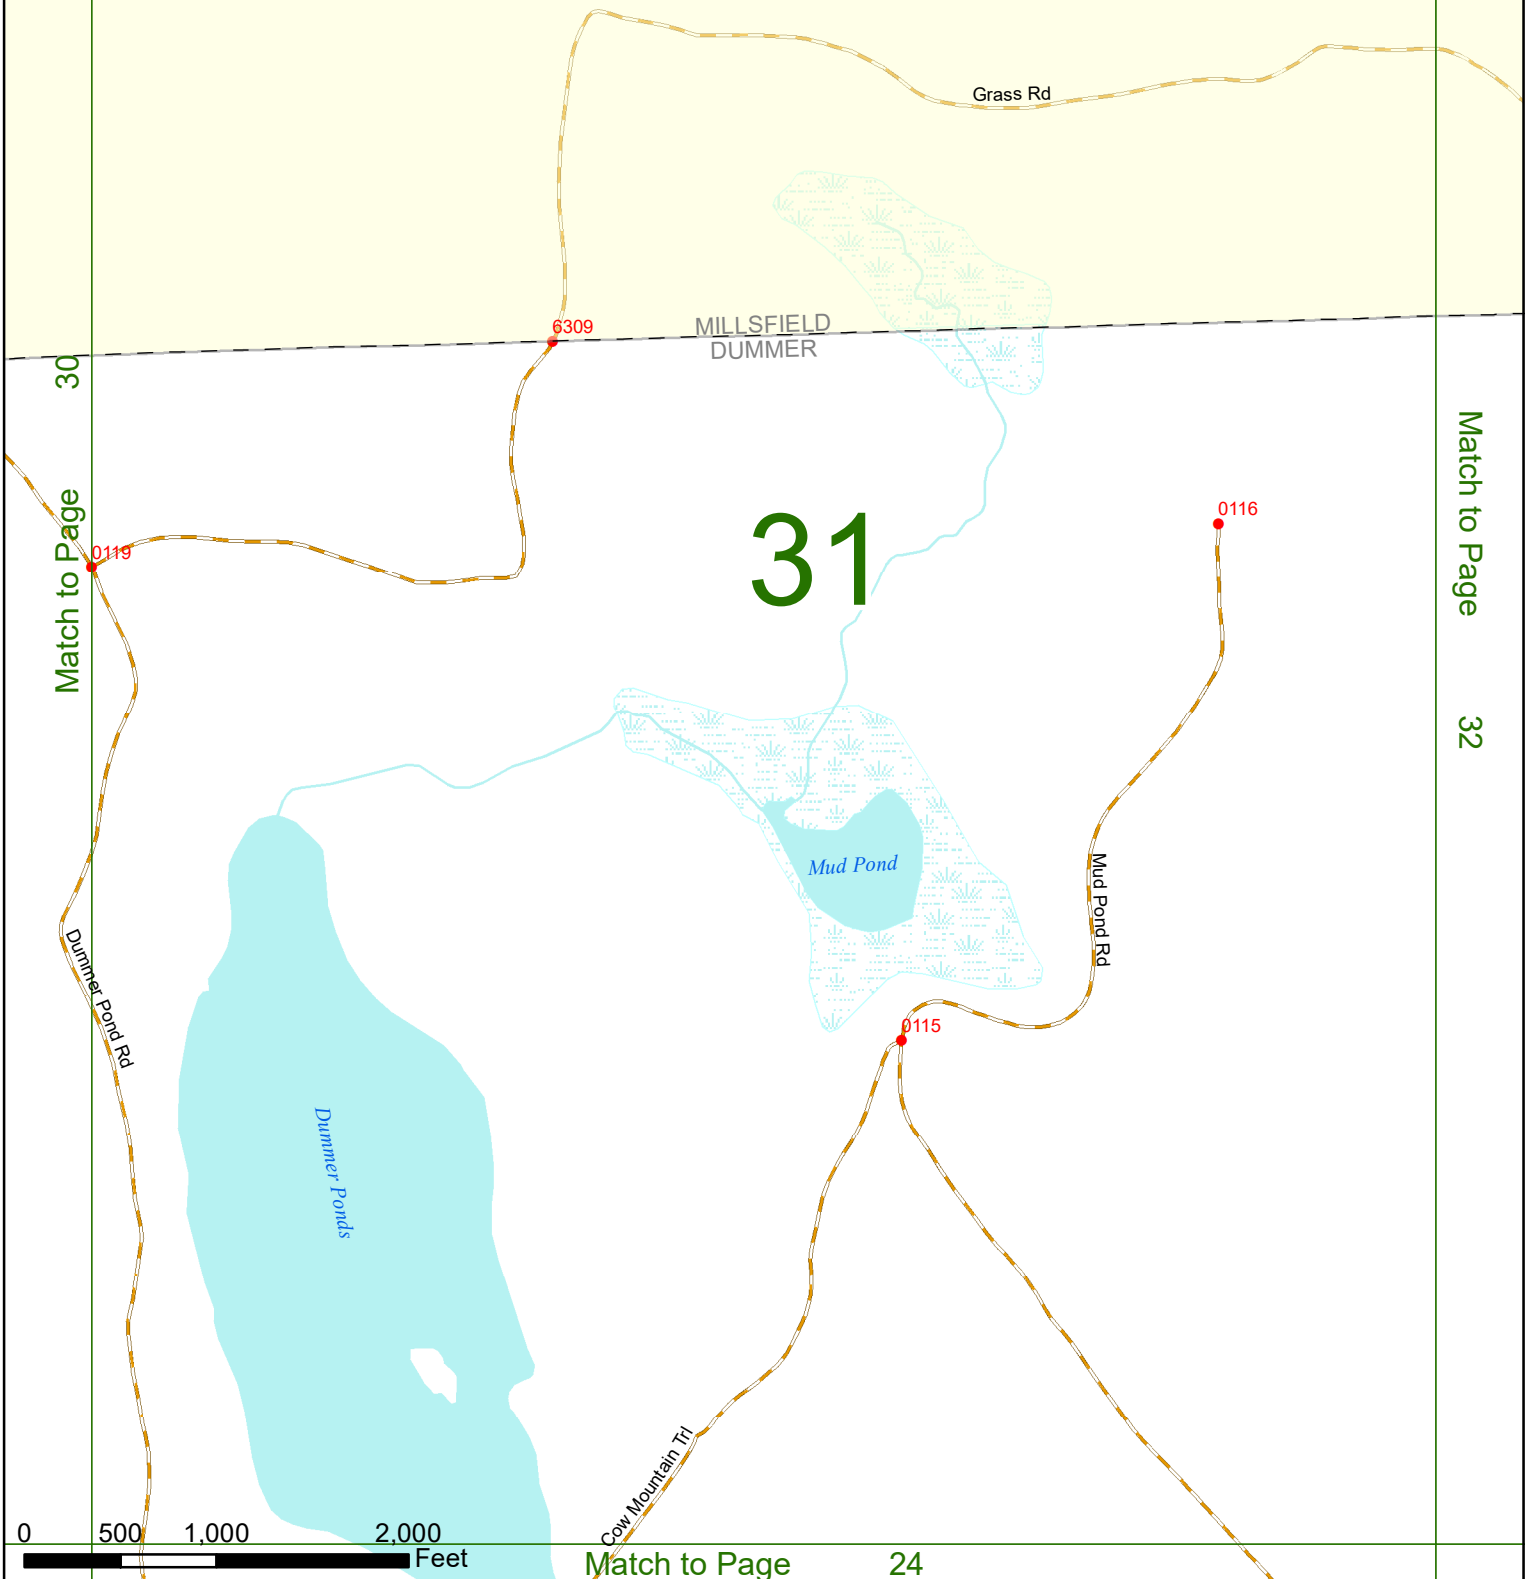 Grass Rd
6309
MILLSFIELD
DUMMER
30
Match to Page
Match to Page
32
0119
31
0116
Mud Pond
Mud Pond Rd
Dummer Pond Rd
0115
Dummer Ponds
Cow Mountain Trl
0 500 1,000 2,000
Feet
Match to Page 24